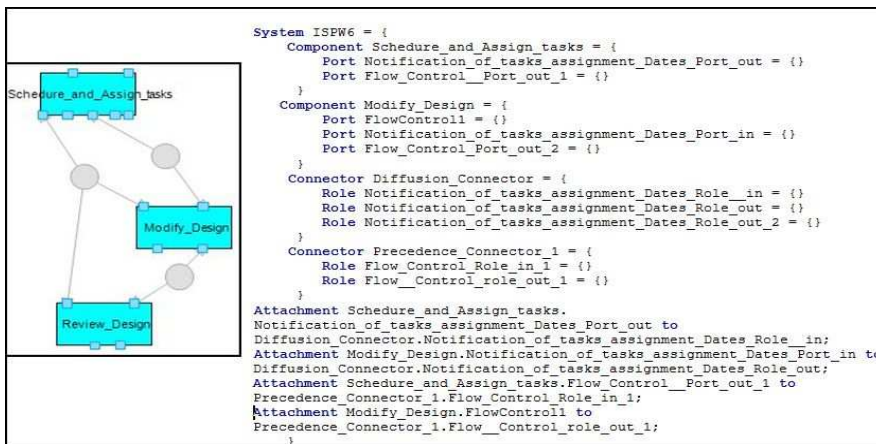 Schedure_and_Assign_tasks
Modify_Design
Review_Design
System ISPW6 = {
Component Schedure_and_Assign_tasks = {
Port Notification_of_tasks_assignment_Dates_Port_out = {}
Port Flow_Control__Port_out_1 = {}
}
Component Modify_Design = {
Port FlowControl1 = {}
Port Notification_of_tasks_assignment_Dates_Port_in = {}
Port Flow_Control_Port_out_2 = {}
}
Connector Diffusion_Connector = {
Role Notification_of_tasks_assignment_Dates_Role__in = {}
Role Notification_of_tasks_assignment_Dates_Role_out = {}
Role Notification_of_tasks_assignment_Dates_Role_out_2 = {}
}
Connector Precedence_Connector_1 = {
Role Flow_Control_Role_in_1 = {}
Role Flow__Control_role_out_1 = {}
}
Attachment Schedure_and_Assign_tasks.
Notification_of_tasks_assignment_Dates_Port_out to
Diffusion_Connector.Notification_of_tasks_assignment_Dates_Role__in;
Attachment Modify_Design.Notification_of_tasks_assignment_Dates_Port_in to
Diffusion_Connector.Notification_of_tasks_assignment_Dates_Role_out;
Attachment Schedure_and_Assign_tasks.Flow_Control__Port_out_1 to
Precedence_Connector_1.Flow_Control_Role_in_1;
Attachment Modify_Design.FlowControl1 to
Precedence_Connector_1.Flow__Control_role_out_1;
}